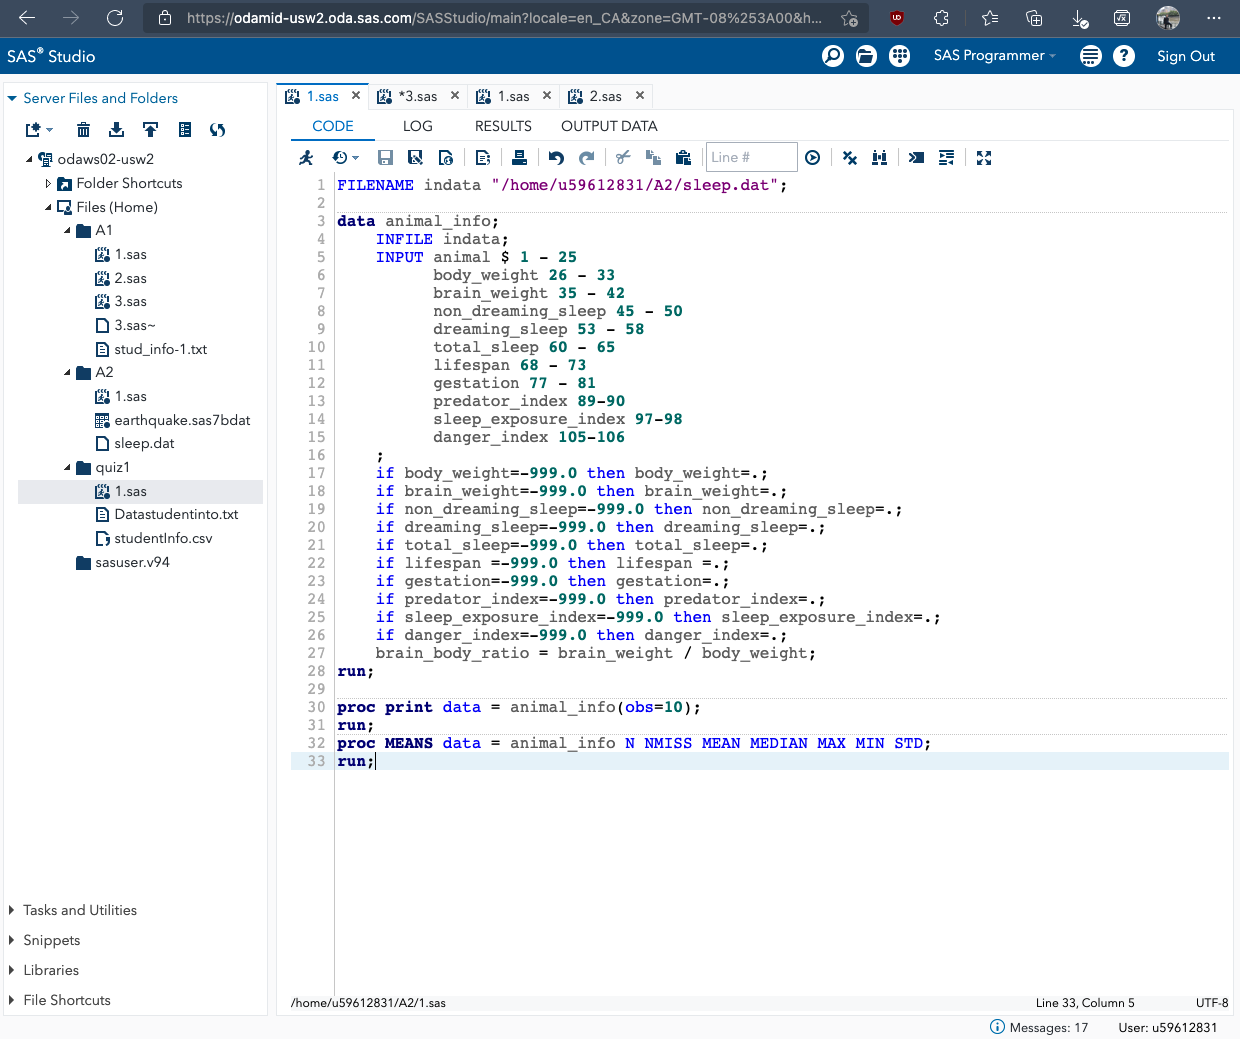 https://odamid-usw2.oda.sas.com/SASStudio/main?locale=en_CA&zone=GMT-08%253A00&h...
SAS® Studio
SAS Programmer
Sign Out
Server Files and Folders
odaws02-usw2
Folder Shortcuts
Files (Home)
A1
1.sas
2.sas
3.sas
3.sas~
stud_info-1.txt
A2
1.sas
earthquake.sas7bdat
sleep.dat
quiz1
1.sas
Datastudentinto.txt
studentInfo.csv
sasuser.v94
Tasks and Utilities
Snippets
Libraries
File Shortcuts
1.sas × *3.sas × 1.sas × 2.sas ×
CODE LOG RESULTS OUTPUT DATA
Line #
1 FILENAME indata "/home/u59612831/A2/sleep.dat";
2
3 data animal_info;
4 INFILE indata;
5 INPUT animal $ 1 - 25
6 body_weight 26 - 33
7 brain_weight 35 - 42
8 non_dreaming_sleep 45 - 50
9 dreaming_sleep 53 - 58
10 total_sleep 60 - 65
11 lifespan 68 - 73
12 gestation 77 - 81
13 predator_index 89-90
14 sleep_exposure_index 97-98
15 danger_index 105-106
16 ;
17 if body_weight=-999.0 then body_weight=.;
18 if brain_weight=-999.0 then brain_weight=.;
19 if non_dreaming_sleep=-999.0 then non_dreaming_sleep=.;
20 if dreaming_sleep=-999.0 then dreaming_sleep=.;
21 if total_sleep=-999.0 then total_sleep=.;
22 if lifespan =-999.0 then lifespan =.;
23 if gestation=-999.0 then gestation=.;
24 if predator_index=-999.0 then predator_index=.;
25 if sleep_exposure_index=-999.0 then sleep_exposure_index=.;
26 if danger_index=-999.0 then danger_index=.;
27 brain_body_ratio = brain_weight / body_weight;
28 run;
29
30 proc print data = animal_info(obs=10);
31 run;
32 proc MEANS data = animal_info N NMISS MEAN MEDIAN MAX MIN STD;
33 run;
/home/u59612831/A2/1.sas
Line 33, Column 5
UTF-8
Messages: 17
User: u59612831